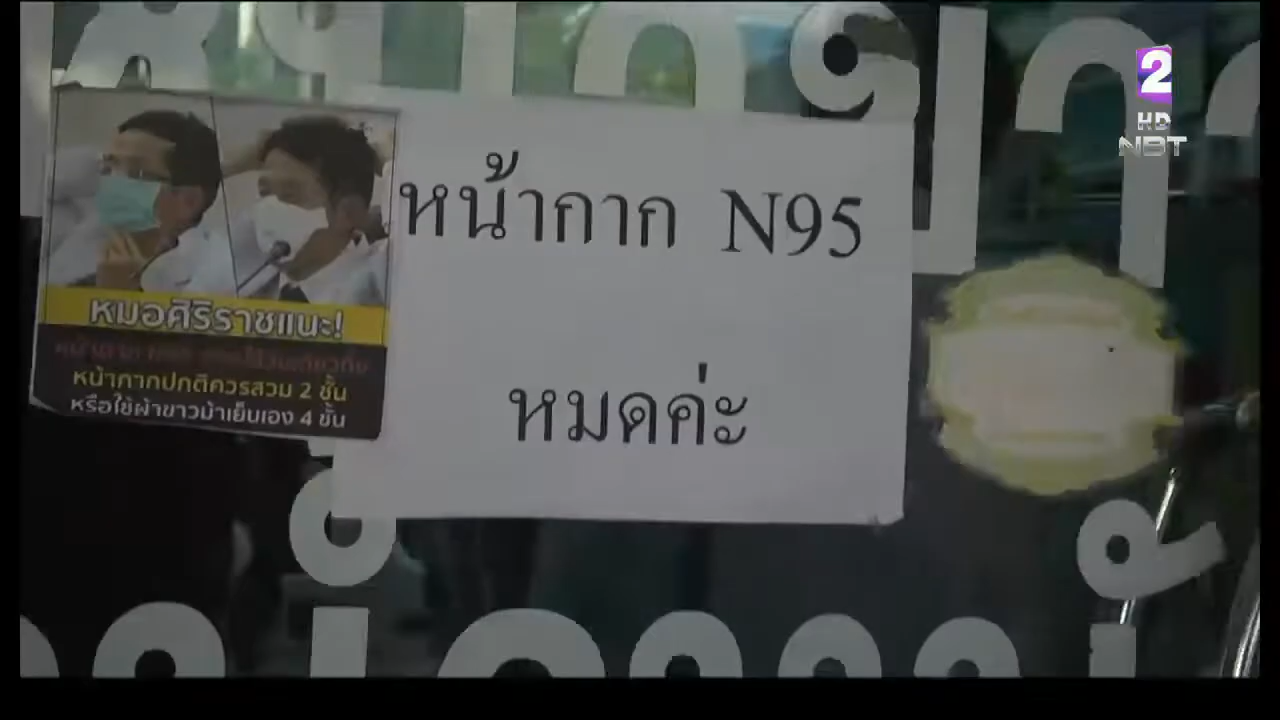 2
HD
NBT
หน้ากาก N95
หมดค่ะ
หมอศิริราชแนะ!
หน้ากากปกติควรสวม 2 ชั้น
หรือใช้ผ้าขาวม้าเย็บเอง 4 ชั้น